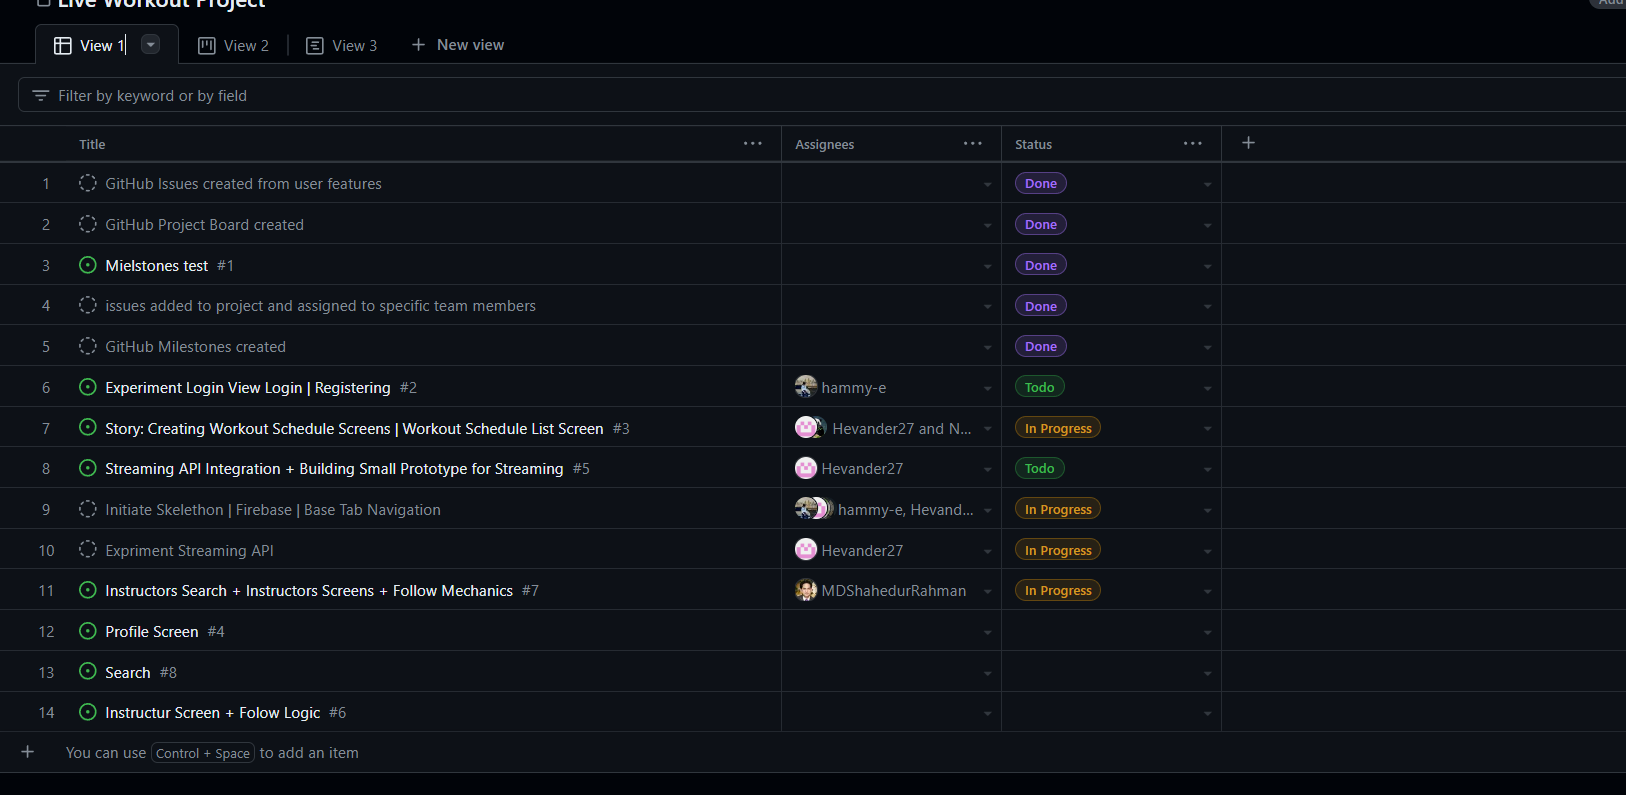 Live Workout Project
Add
View 1 View 2 View 3 New view
Filter by keyword or by field
Title Assignees Status
1 GitHub Issues created from user features Done
2 GitHub Project Board created Done
3 Mielstones test #1 Done
4 issues added to project and assigned to specific team members Done
5 GitHub Milestones created Done
6 Experiment Login View Login | Registering #2 hammy-e Todo
7 Story: Creating Workout Schedule Screens | Workout Schedule List Screen #3 Hevander27 and N... In Progress
8 Streaming API Integration + Building Small Prototype for Streaming #5 Hevander27 Todo
9 Initiate Skelethon | Firebase | Base Tab Navigation hammy-e, Hevand... In Progress
10 Expriment Streaming API Hevander27 In Progress
11 Instructors Search + Instructors Screens + Follow Mechanics #7 MDShahedurRahman In Progress
12 Profile Screen #4
13 Search #8
14 Instructur Screen + Folow Logic #6
You can use Control + Space to add an item